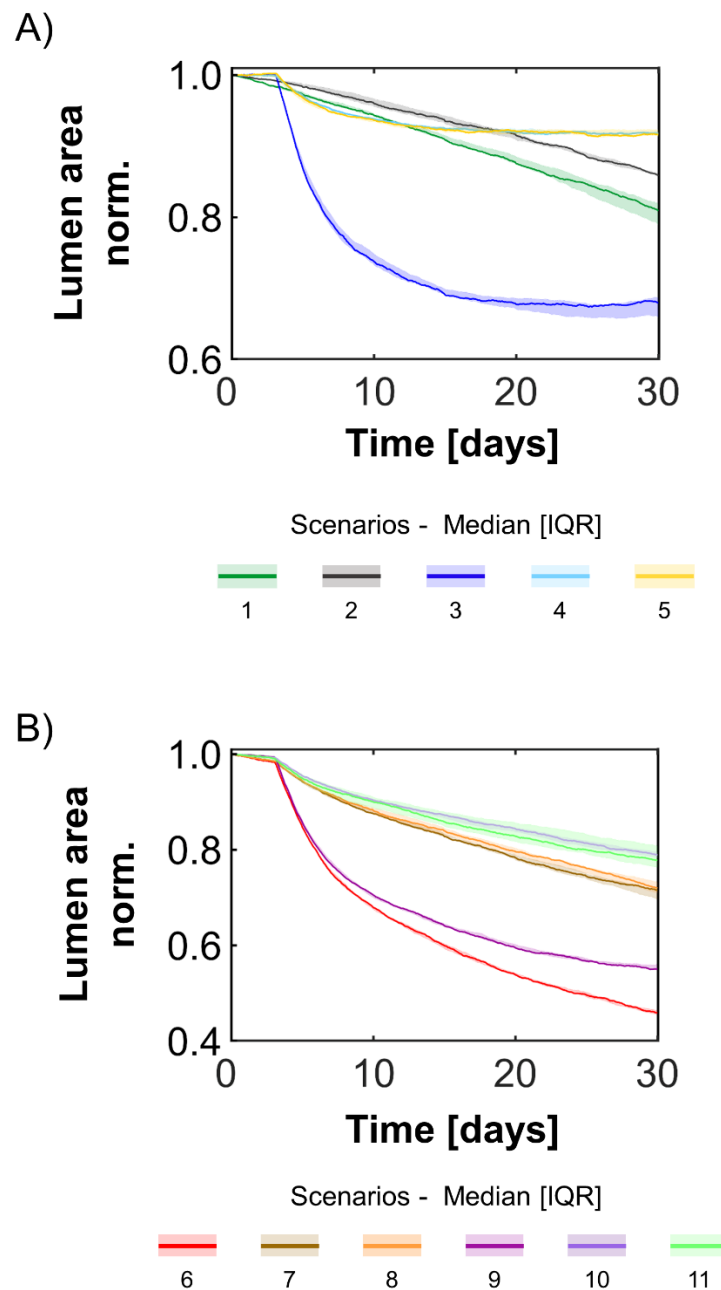 A)
1.0
0.8
0.6
Lumen area
norm.
0 10 20 30
Time [days]
Scenarios - Median [IQR]
1 2 3 4 5
B)
1.0
0.8
0.6
0.4
Lumen area
norm.
0 10 20 30
Time [days]
Scenarios - Median [IQR]
6 7 8 9 10 11